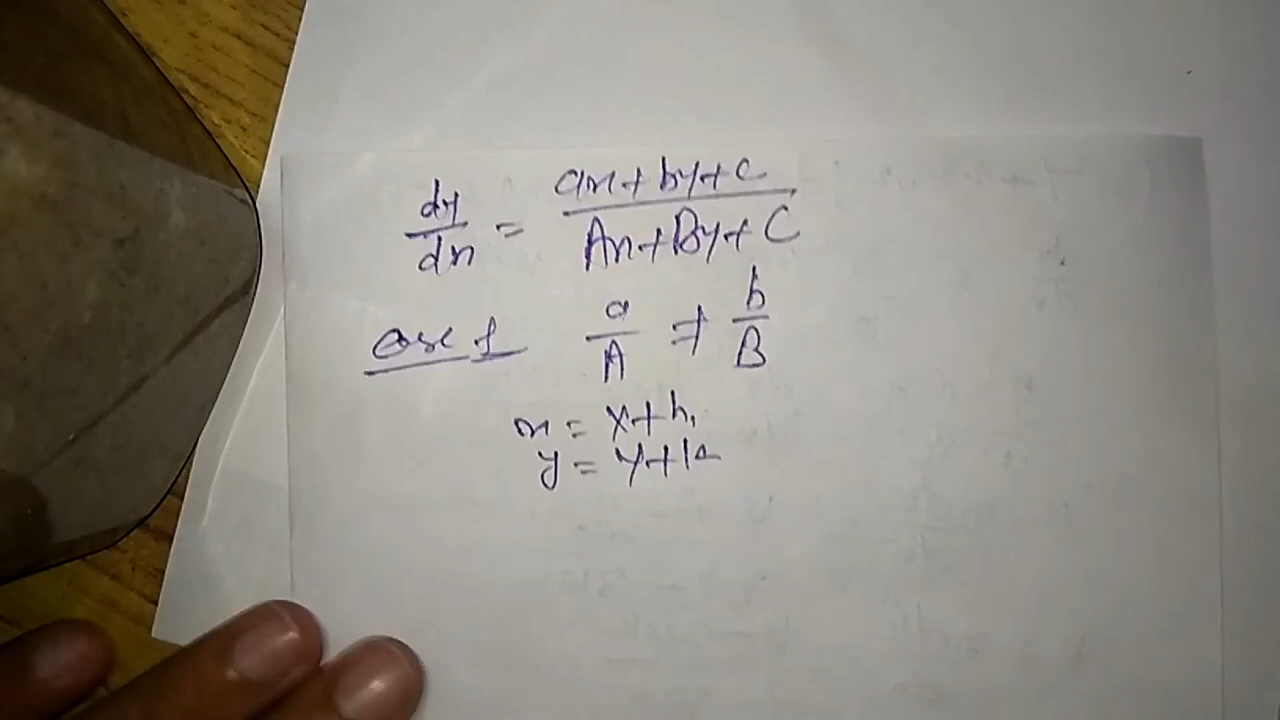 dy/dx = (ax+by+c)/(Ax+By+C)
Case 1 a/A ≠ b/B
x = X+h,
y = Y+k